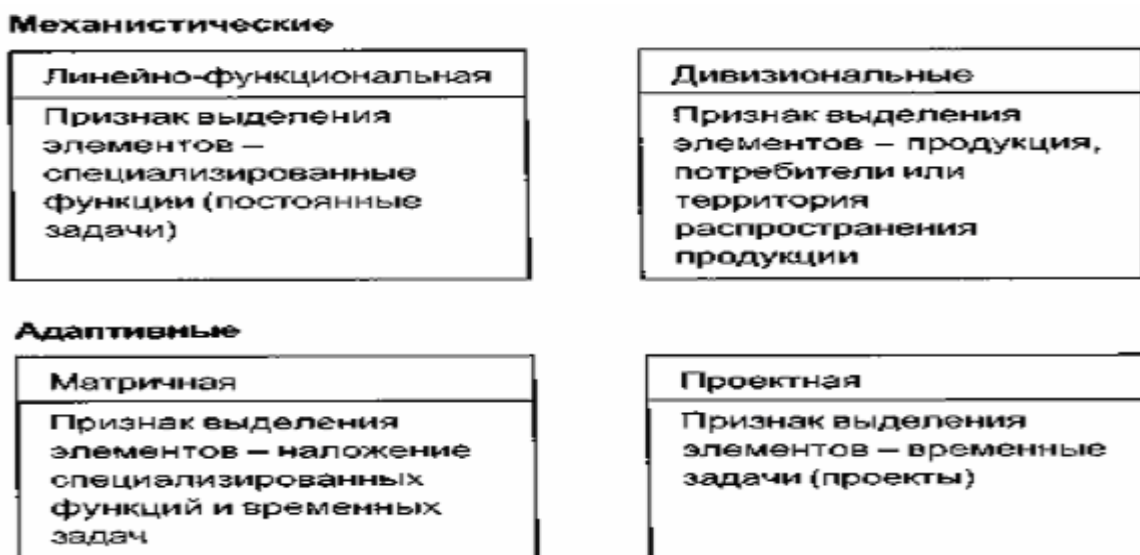 Механистические
Линейно-функциональная
Признак выделения
элементов –
специализированные
функции (постоянные
задачи)
Дивизиональные
Признак выделения
элементов – продукция,
потребители или
территория
распространения
продукции
Адаптивные
Матричная
Признак выделения
элементов – наложение
специализированных
функций и временных
задач
Проектная
Признак выделения
элементов – временные
задачи (проекты)